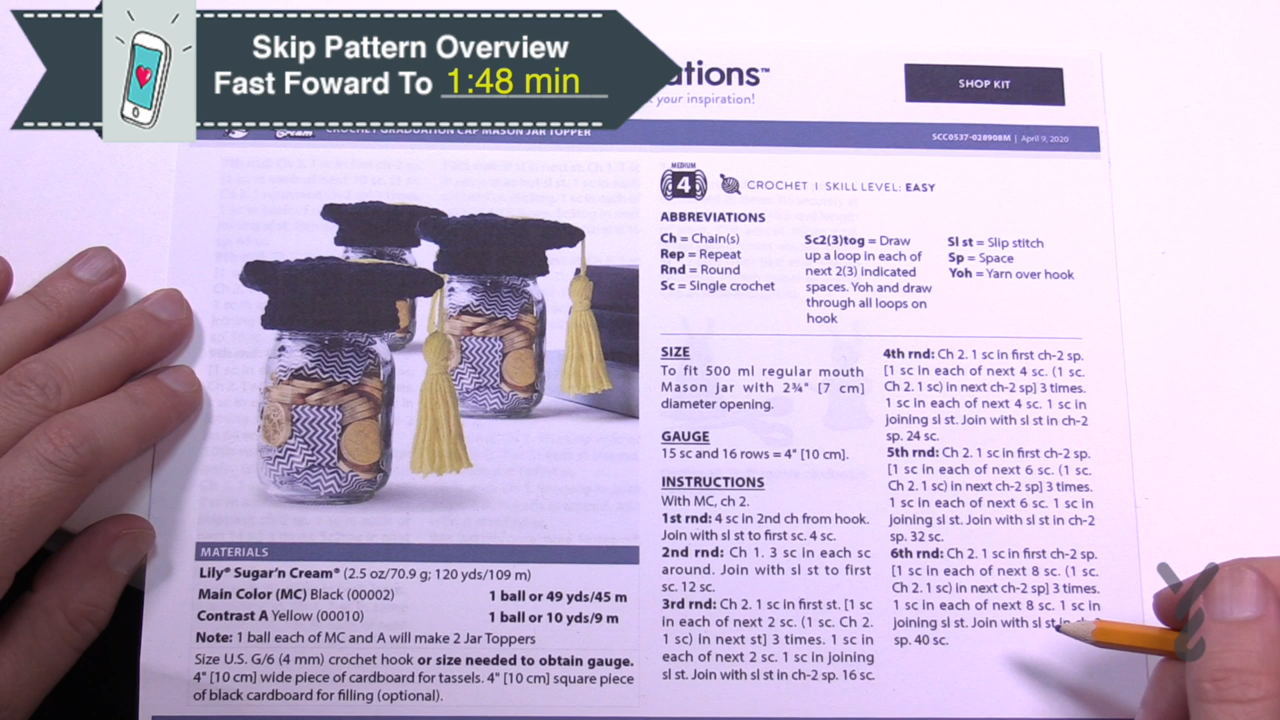 Skip Pattern Overview
Fast Foward To 1:48 min
ations™
your inspiration!
SHOP KIT
Cream
CROCHET GRADUATION CAP MASON JAR TOPPER
SCC0537-028908M | April 9, 2020
MEDIUM
4
CROCHET I SKILL LEVEL: EASY
ABBREVIATIONS
Ch = Chain(s)
Rep = Repeat
Rnd = Round
Sc = Single crochet
Sc2(3)tog = Draw
up a loop in each of
next 2(3) indicated
spaces. Yoh and draw
through all loops on
hook
Sl st = Slip stitch
Sp = Space
Yoh = Yarn over hook
SIZE
To fit 500 ml regular mouth
Mason Jar with 2¾" [7 cm]
diameter opening.
GAUGE
15 sc and 16 rows = 4" [10 cm].
INSTRUCTIONS
With MC, ch 2.
1st rnd: 4 sc in 2nd ch from hook.
Join with sl st to first sc. 4 sc.
2nd rnd: Ch 1. 3 sc in each sc
around. Join with sl st to first
sc. 12 sc.
3rd rnd: Ch 2. 1 sc in first st. [1 sc
in each of next 2 sc. (1 sc. Ch 2.
1 sc) in next st] 3 times. 1 sc in
each of next 2 sc. 1 sc in joining
sl st. Join with sl st in ch-2 sp. 16 sc.
4th rnd: Ch 2. 1 sc in first ch-2 sp.
[1 sc in each of next 4 sc. (1 sc.
Ch 2. 1 sc) in next ch-2 sp] 3 times.
1 sc in each of next 4 sc. 1 sc in
joining sl st. Join with sl st in ch-2
sp. 24 sc.
5th rnd: Ch 2. 1 sc in first ch-2 sp.
[1 sc in each of next 6 sc. (1 sc.
Ch 2. 1 sc) in next ch-2 sp] 3 times.
1 sc in each of next 6 sc. 1 sc in
joining sl st. Join with sl st in ch-2
sp. 32 sc.
6th rnd: Ch 2. 1 sc in first ch-2 sp.
[1 sc in each of next 8 sc. (1 sc.
Ch 2. 1 sc) in next ch-2 sp] 3 times.
1 sc in each of next 8 sc. 1 sc in
joining sl st. Join with sl st in
sp. 40 sc.
MATERIALS
Lily® Sugar'n Cream® (2.5 oz/70.9 g; 120 yds/109 m)
Main Color (MC) Black (00002) 1 ball or 49 yds/45 m
Contrast A Yellow (00010) 1 ball or 10 yds/9 m
Note: 1 ball each of MC and A will make 2 Jar Toppers
Size U.S. G/6 (4 mm) crochet hook or size needed to obtain gauge.
4" [10 cm] wide piece of cardboard for tassels. 4" [10 cm] square piece
of black cardboard for filling (optional).